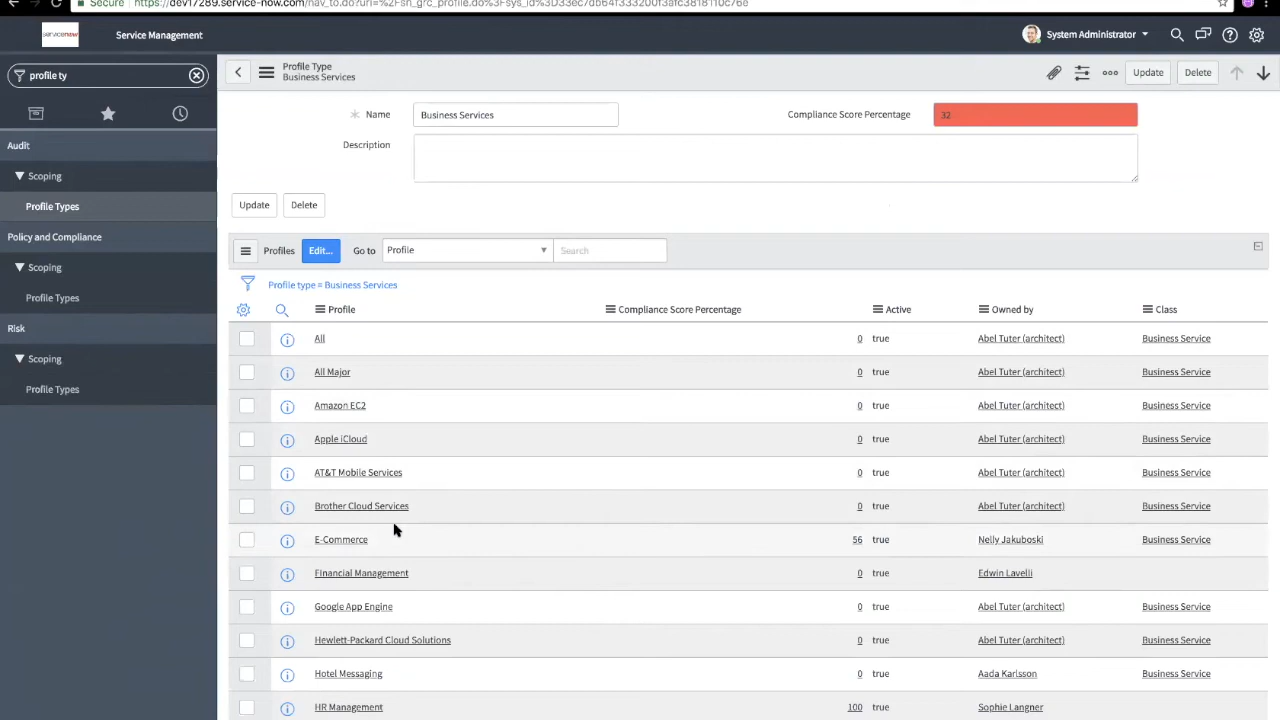 Secure https://dev17289.service-now.com/nav_to.do?uri=%2Fsn_grc_profile.do%3Fsys_id%3D33ec7db64f333200f3afc3818110c76e
servicenow Service Management System Administrator
profile ty
Profile Type
Business Services
Update Delete
Name Business Services Compliance Score Percentage 32
Description
Update Delete
Audit
Scoping
Profile Types
Policy and Compliance
Scoping
Profile Types
Risk
Scoping
Profile Types
Profiles Edit... Go to Profile Search
Profile type = Business Services
Profile Compliance Score Percentage Active Owned by Class
All 0 true Abel Tuter (architect) Business Service
All Major 0 true Abel Tuter (architect) Business Service
Amazon EC2 0 true Abel Tuter (architect) Business Service
Apple iCloud 0 true Abel Tuter (architect) Business Service
AT&T Mobile Services 0 true Abel Tuter (architect) Business Service
Brother Cloud Services 0 true Abel Tuter (architect) Business Service
E-Commerce 56 true Nelly Jakuboski Business Service
Financial Management 0 true Edwin Lavelli
Google App Engine 0 true Abel Tuter (architect) Business Service
Hewlett-Packard Cloud Solutions 0 true Abel Tuter (architect) Business Service
Hotel Messaging 0 true Aada Karlsson Business Service
HR Management 100 true Sophie Langner